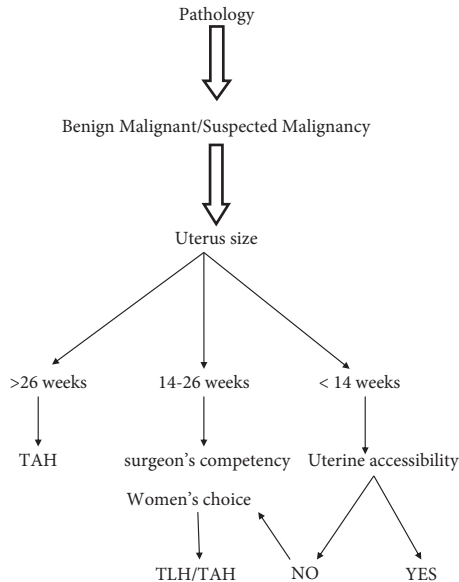 Pathology
Benign Malignant/Suspected Malignancy
Uterus size
>26 weeks
14-26 weeks
< 14 weeks
TAH
surgeon's competency
Uterine accessibility
Women's choice
TLH/TAH
NO
YES